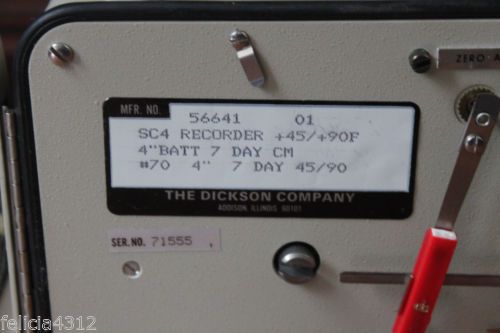 ZERO A
MFR. NO. 56641 01
SC4 RECORDER +45/+90F
4"BATT 7 DAY CM
#70 4" 7 DAY 45/90
THE DICKSON COMPANY
ADDISON, ILLINOIS 60101
SER. NO. 71555
felicia4312